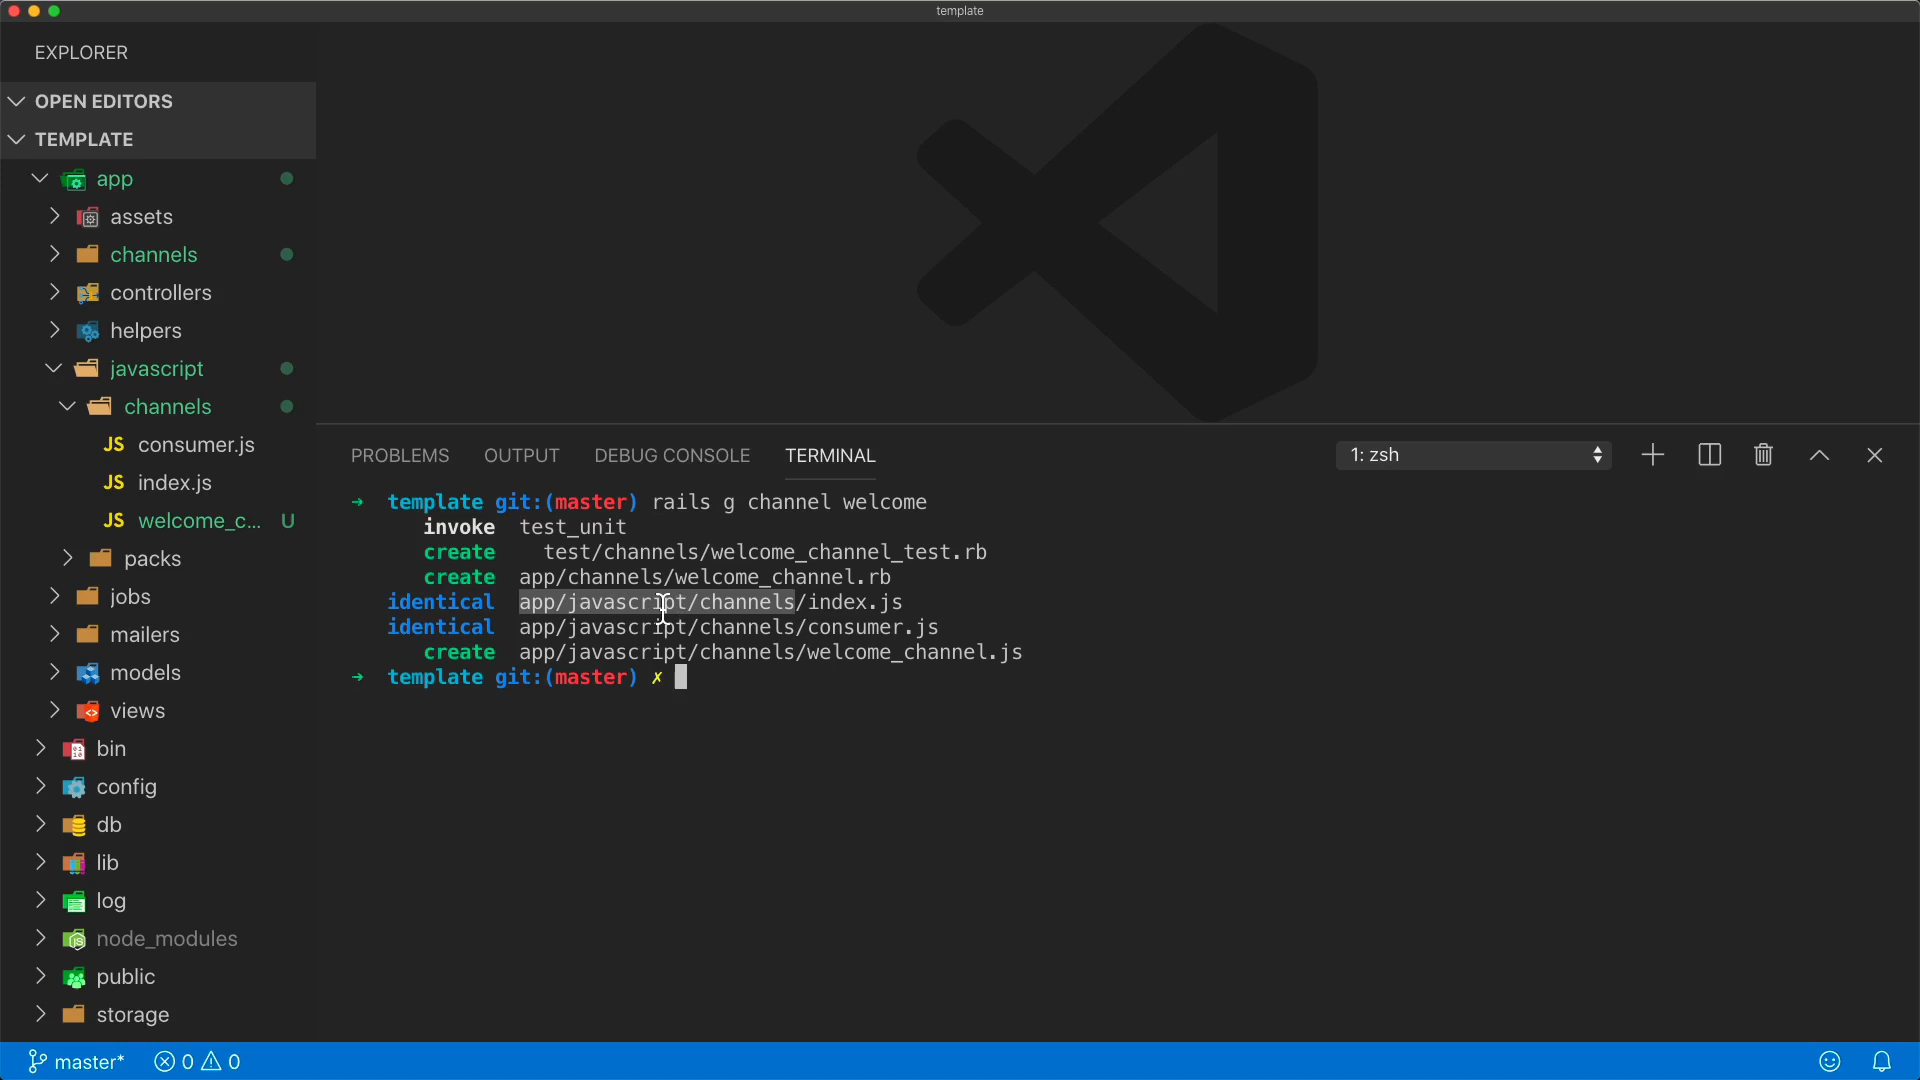 template
EXPLORER
OPEN EDITORS
TEMPLATE
app
assets
channels
controllers
helpers
javascript
channels
JS consumer.js
JS index.js
JS welcome_c... U
packs
jobs
mailers
models
views
bin
config
db
lib
log
node_modules
public
storage
PROBLEMS OUTPUT DEBUG CONSOLE TERMINAL 1: zsh
→ template git:(master) rails g channel welcome
invoke test_unit
create test/channels/welcome_channel_test.rb
create app/channels/welcome_channel.rb
identical app/javascript/channels/index.js
identical app/javascript/channels/consumer.js
create app/javascript/channels/welcome_channel.js
→ template git:(master) ✗
master* 0 0